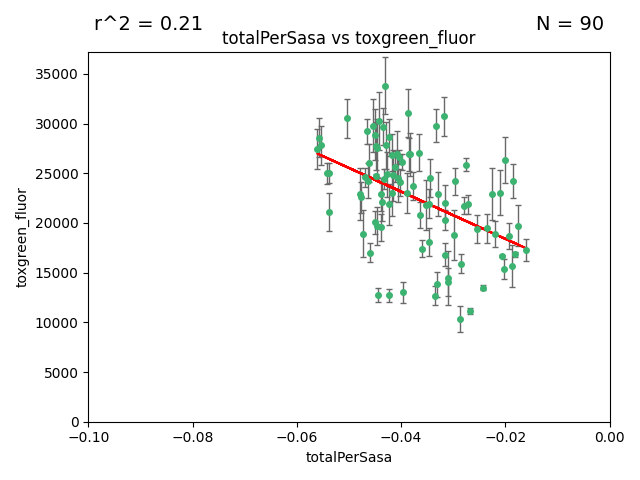 r^2 = 0.21
N = 90
totalPerSasa vs toxgreen_fluor
35000
30000
25000
20000
15000
10000
5000
0
toxgreen_fluor
−0.10
−0.08
−0.06
−0.04
−0.02
0.00
totalPerSasa